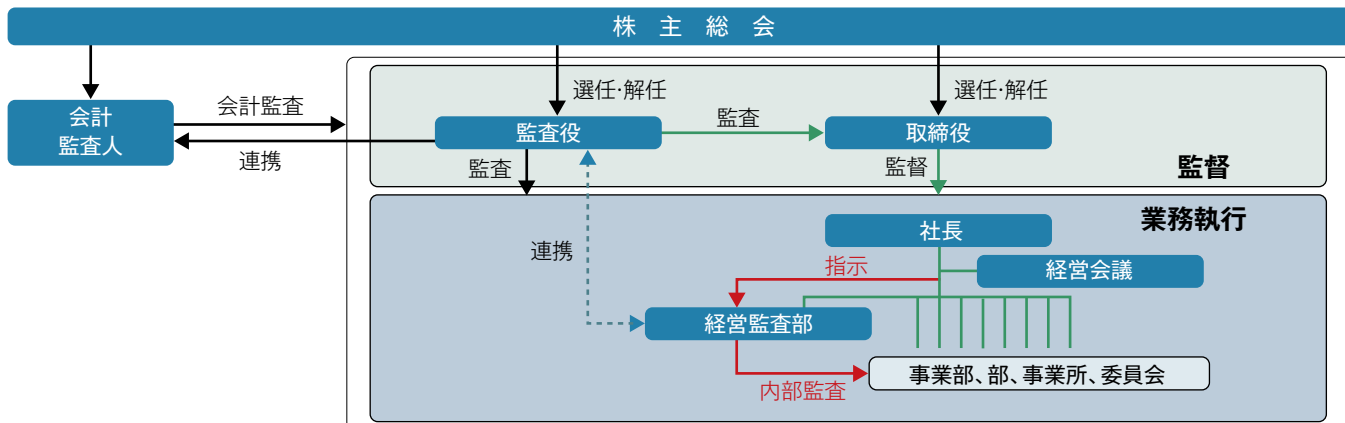 株主総会
選任･解任
選任･解任
会計
監査人
会計監査
連携
監査役
監査
取締役
監査
監督
監督
業務執行
社長
連携
指示
経営会議
経営監査部
内部監査
事業部、部、事業所、委員会